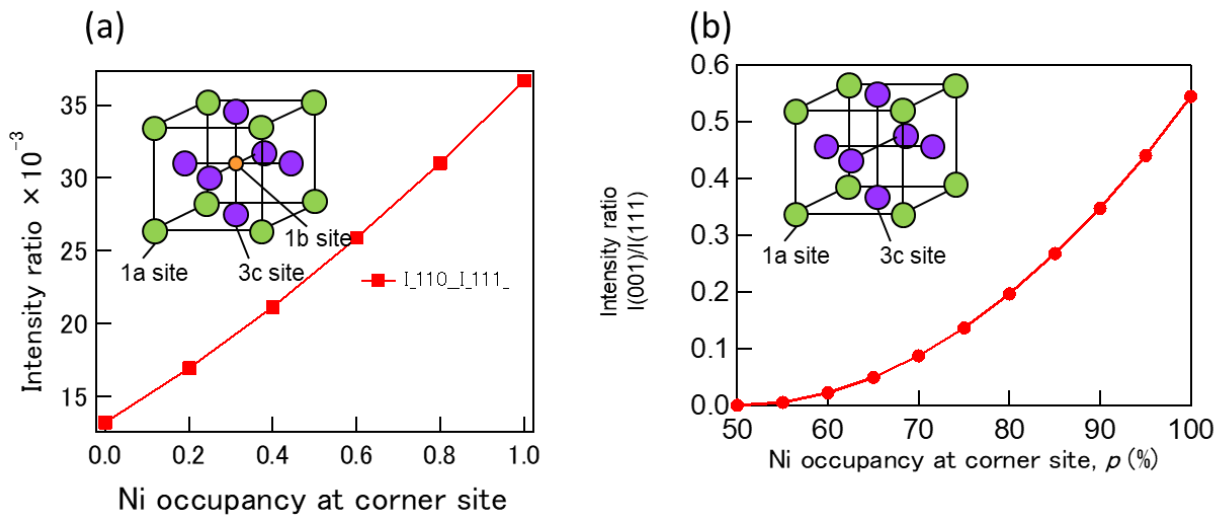 (a)
Intensity ratio ×10⁻³
35
30
25
20
15
1b site
1a site
3c site
I_110__I_111_
0.0 0.2 0.4 0.6 0.8 1.0
Ni occupancy at corner site
(b)
Intensity ratio
I(001)/I(111)
0.6
0.5
0.4
0.3
0.2
0.1
0.0
1a site
3c site
50 60 70 80 90 100
Ni occupancy at corner site, p (%)